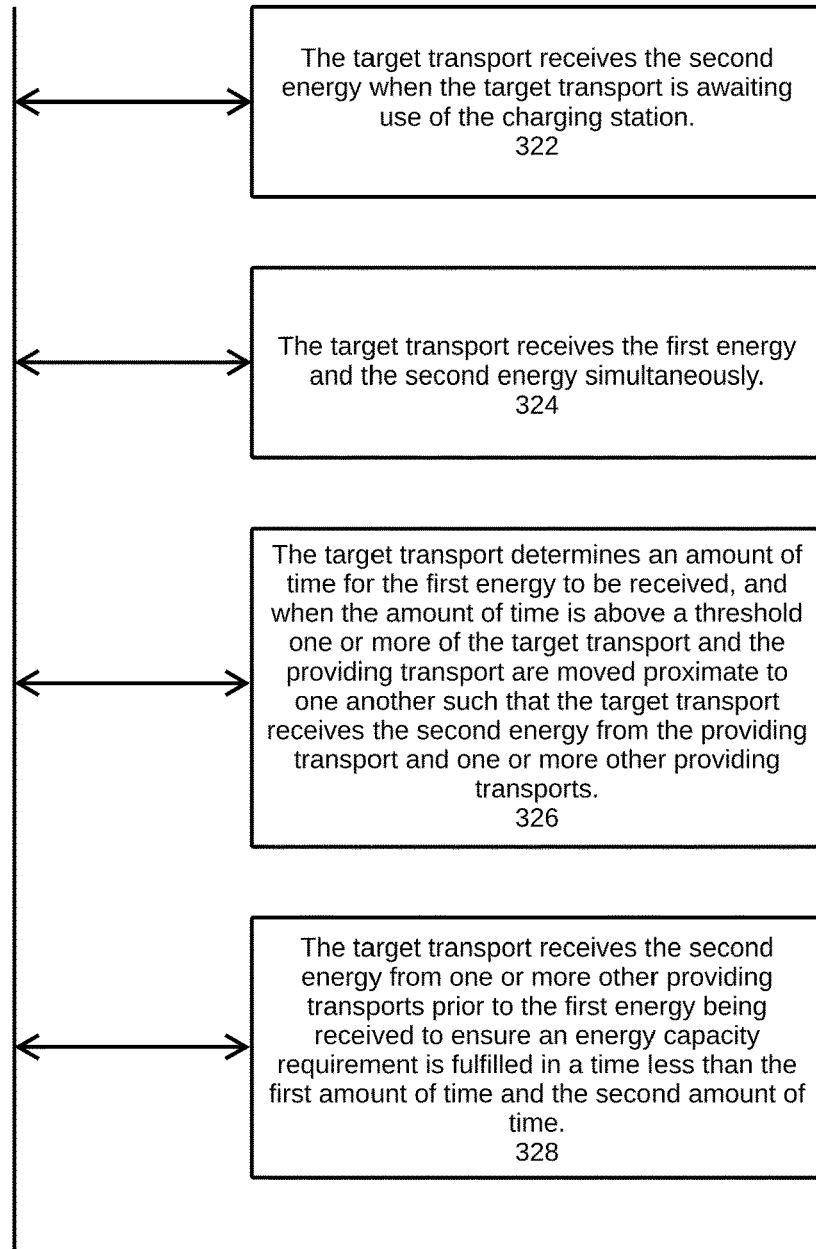 The target transport receives the second
energy when the target transport is awaiting
use of the charging station.
322
The target transport receives the first energy
and the second energy simultaneously.
324
The target transport determines an amount of
time for the first energy to be received, and
when the amount of time is above a threshold
one or more of the target transport and the
providing transport are moved proximate to
one another such that the target transport
receives the second energy from the providing
transport and one or more other providing
transports.
326
The target transport receives the second
energy from one or more other providing
transports prior to the first energy being
received to ensure an energy capacity
requirement is fulfilled in a time less than the
first amount of time and the second amount of
time.
328